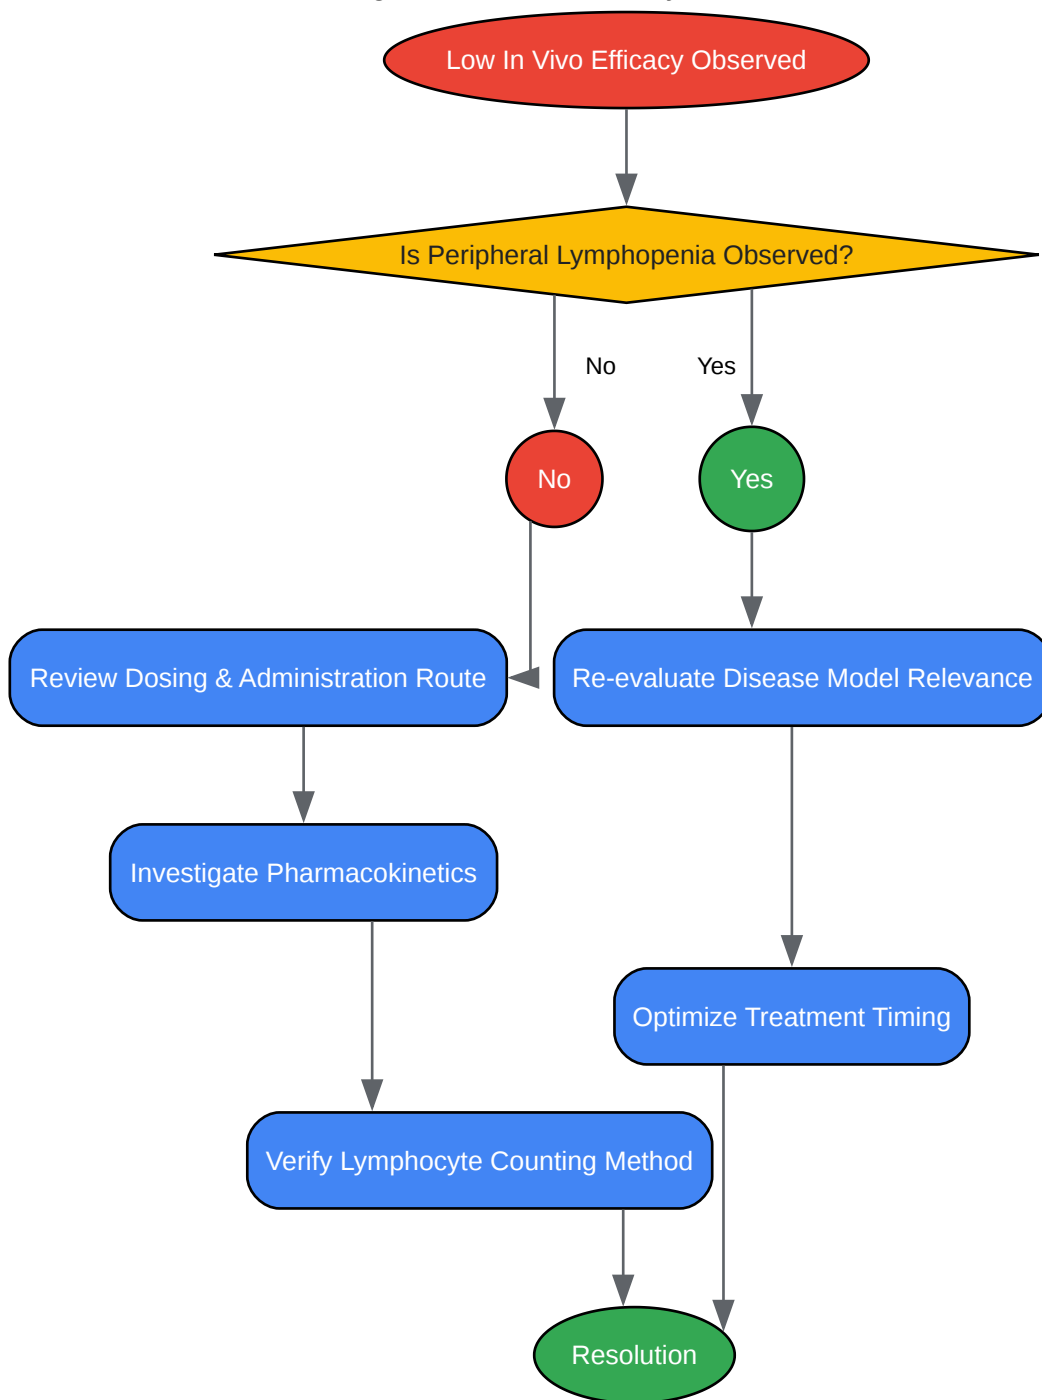 Low In Vivo Efficacy Observed
Is Peripheral Lymphopenia Observed?
No
Yes
No
Yes
Review Dosing & Administration Route
Re-evaluate Disease Model Relevance
Investigate Pharmacokinetics
Optimize Treatment Timing
Verify Lymphocyte Counting Method
Resolution